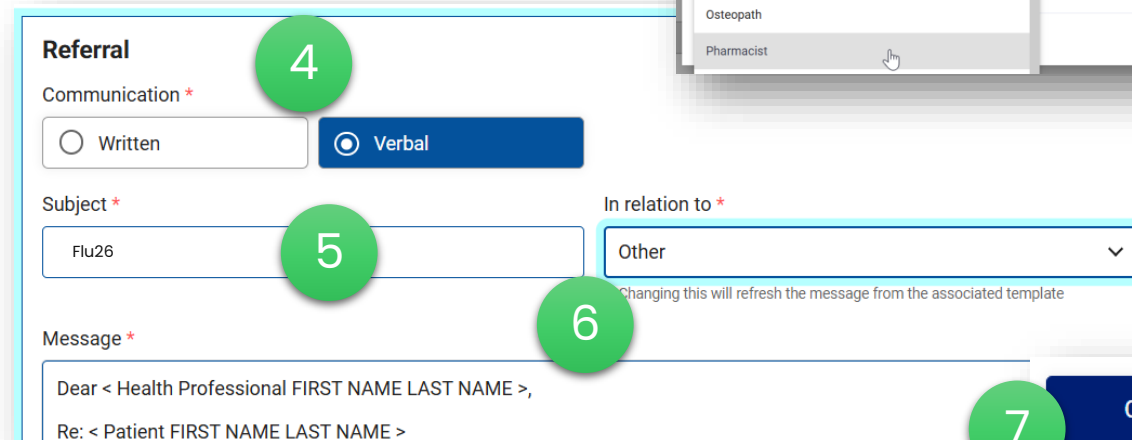 Osteopath
Pharmacist
Referral
4
Communication *
Written
Verbal
Subject *
In relation to *
Flu26
5
Other
Changing this will refresh the message from the associated template
6
Message *
Dear < Health Professional FIRST NAME LAST NAME >,
Re: < Patient FIRST NAME LAST NAME >
7